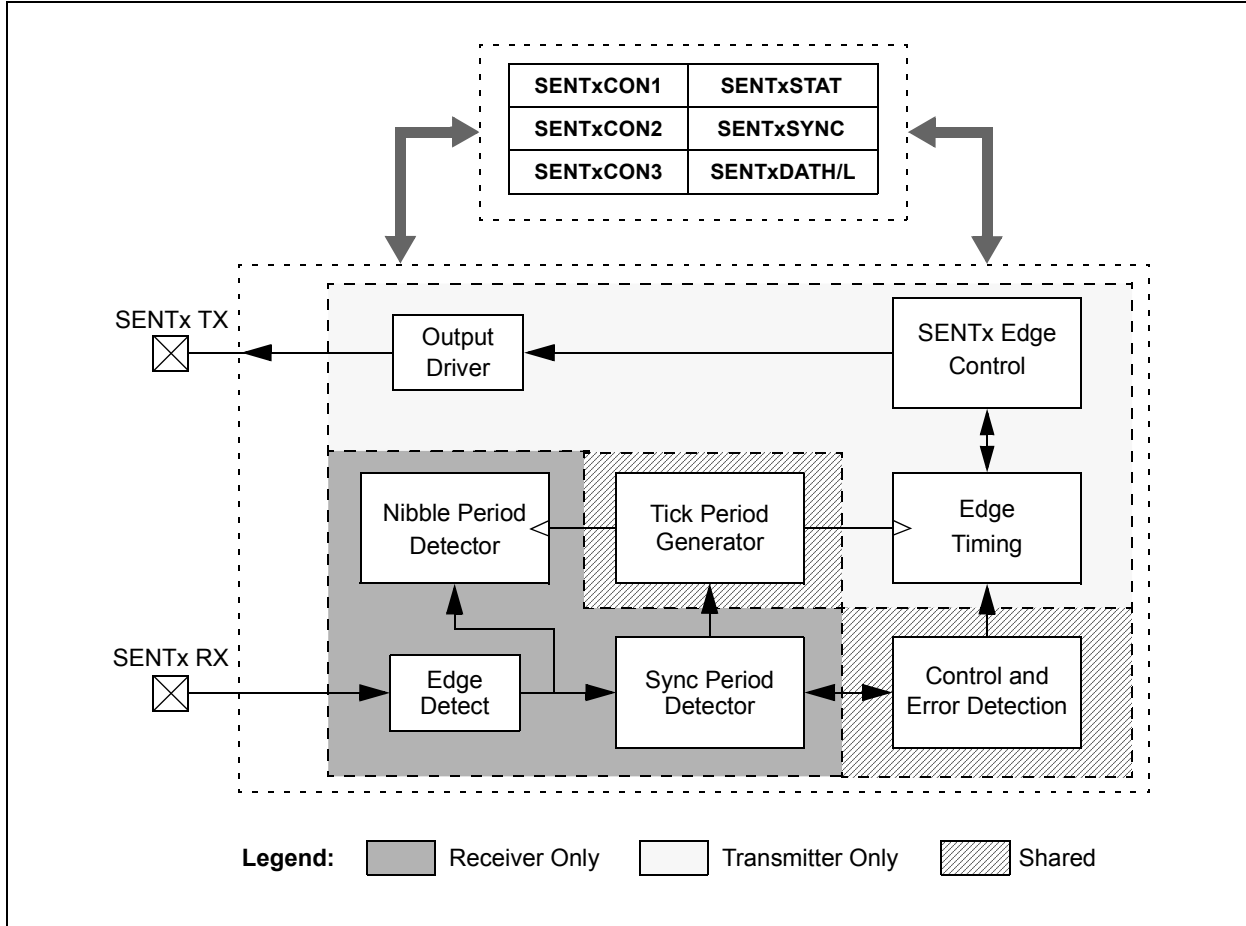 SENTxCON1 SENTxSTAT
SENTxCON2 SENTxSYNC
SENTxCON3 SENTxDATH/L
SENTx TX
Output
Driver
SENTx Edge
Control
Nibble Period
Detector
Tick Period
Generator
Edge
Timing
SENTx RX
Edge
Detect
Sync Period
Detector
Control and
Error Detection
Legend: Receiver Only Transmitter Only Shared